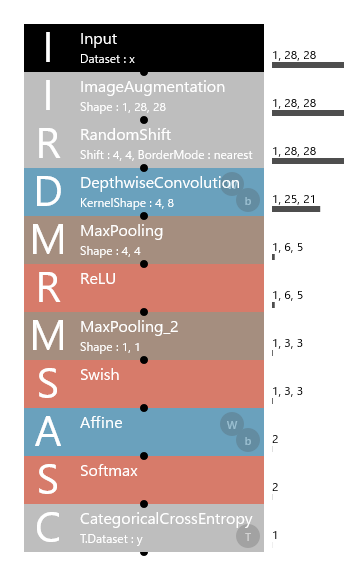 I Input
Dataset : x
1, 28, 28
I ImageAugmentation
Shape : 1, 28, 28
1, 28, 28
R RandomShift
Shift : 4, 4, BorderMode : nearest
1, 28, 28
D DepthwiseConvolution W
KernelShape : 4, 8 b
1, 25, 21
M MaxPooling
Shape : 4, 4
1, 6, 5
R ReLU
1, 6, 5
M MaxPooling_2
Shape : 1, 1
1, 3, 3
S Swish
1, 3, 3
A Affine W
b
2
S Softmax
2
C CategoricalCrossEntropy
T.Dataset : y T
1